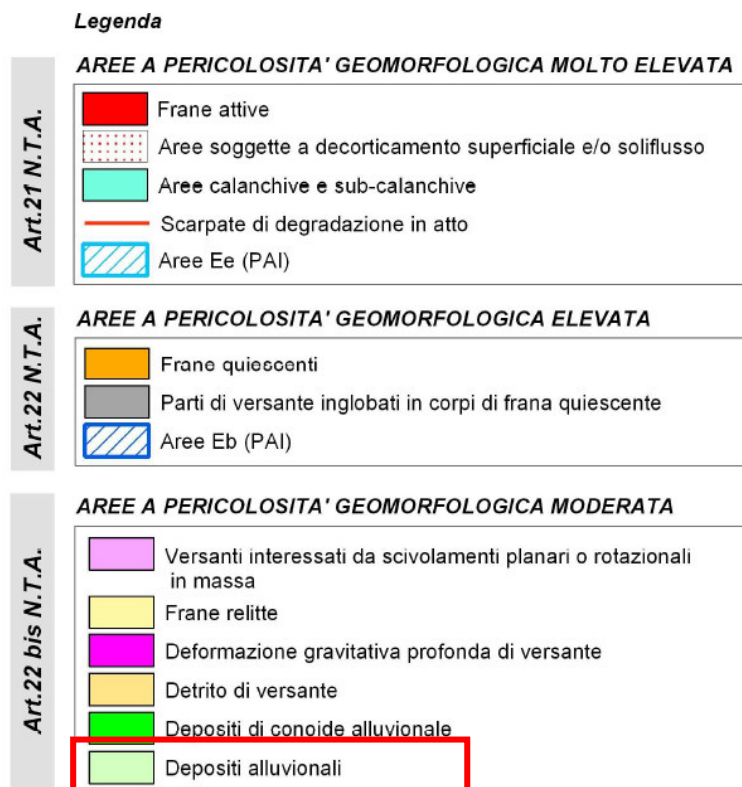 Legenda
Art.21 N.T.A.
AREE A PERICOLOSITA' GEOMORFOLOGICA MOLTO ELEVATA
Frane attive
Aree soggette a decorticamento superficiale e/o soliflusso
Aree calanchive e sub-calanchive
Scarpate di degradazione in atto
Aree Ee (PAI)
Art.22 N.T.A.
AREE A PERICOLOSITA' GEOMORFOLOGICA ELEVATA
Frane quiescenti
Parti di versante inglobati in corpi di frana quiescente
Aree Eb (PAI)
Art.22 bis N.T.A.
AREE A PERICOLOSITA' GEOMORFOLOGICA MODERATA
Versanti interessati da scivolamenti planari o rotazionali
in massa
Frane relitte
Deformazione gravitativa profonda di versante
Detrito di versante
Depositi di conoide alluvionale
Depositi alluvionali